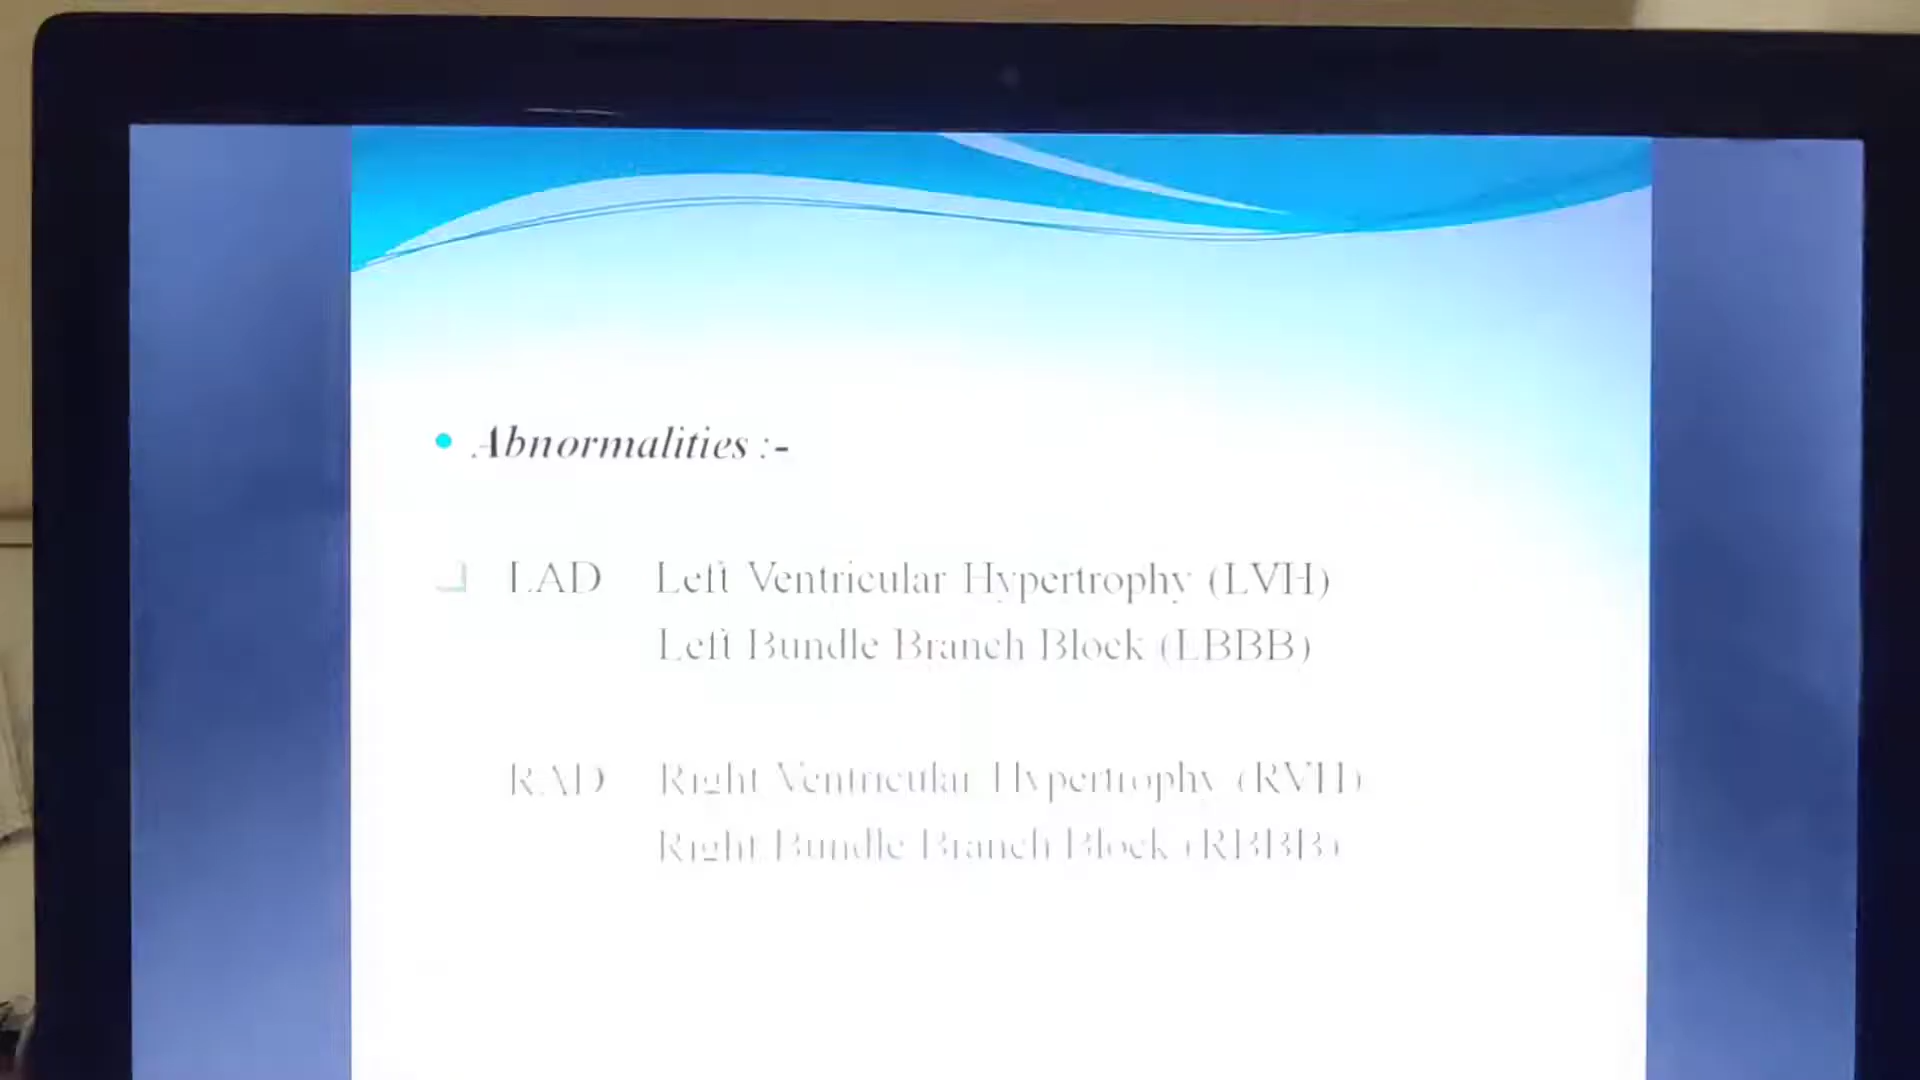 Abnormalities :-
LAD Left Ventricular Hypertrophy (LVH)
Left Bundle Branch Block (LBBB)
RAD Right Ventricular Hypertrophy (RVH)
Right Bundle Branch Block (RBBB)